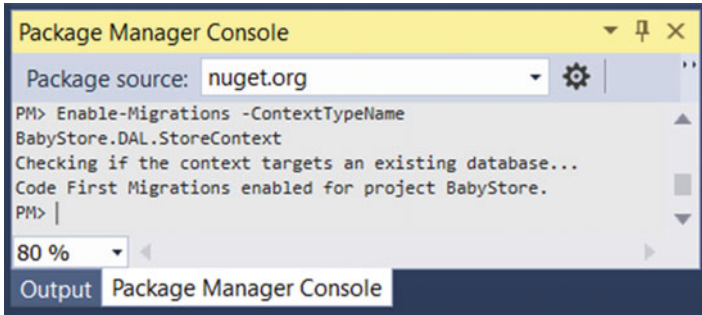 Package Manager Console
Package source: nuget.org
PM> Enable-Migrations -ContextTypeName
BabyStore.DAL.StoreContext
Checking if the context targets an existing database...
Code First Migrations enabled for project BabyStore.
PM>
80 %
Output Package Manager Console